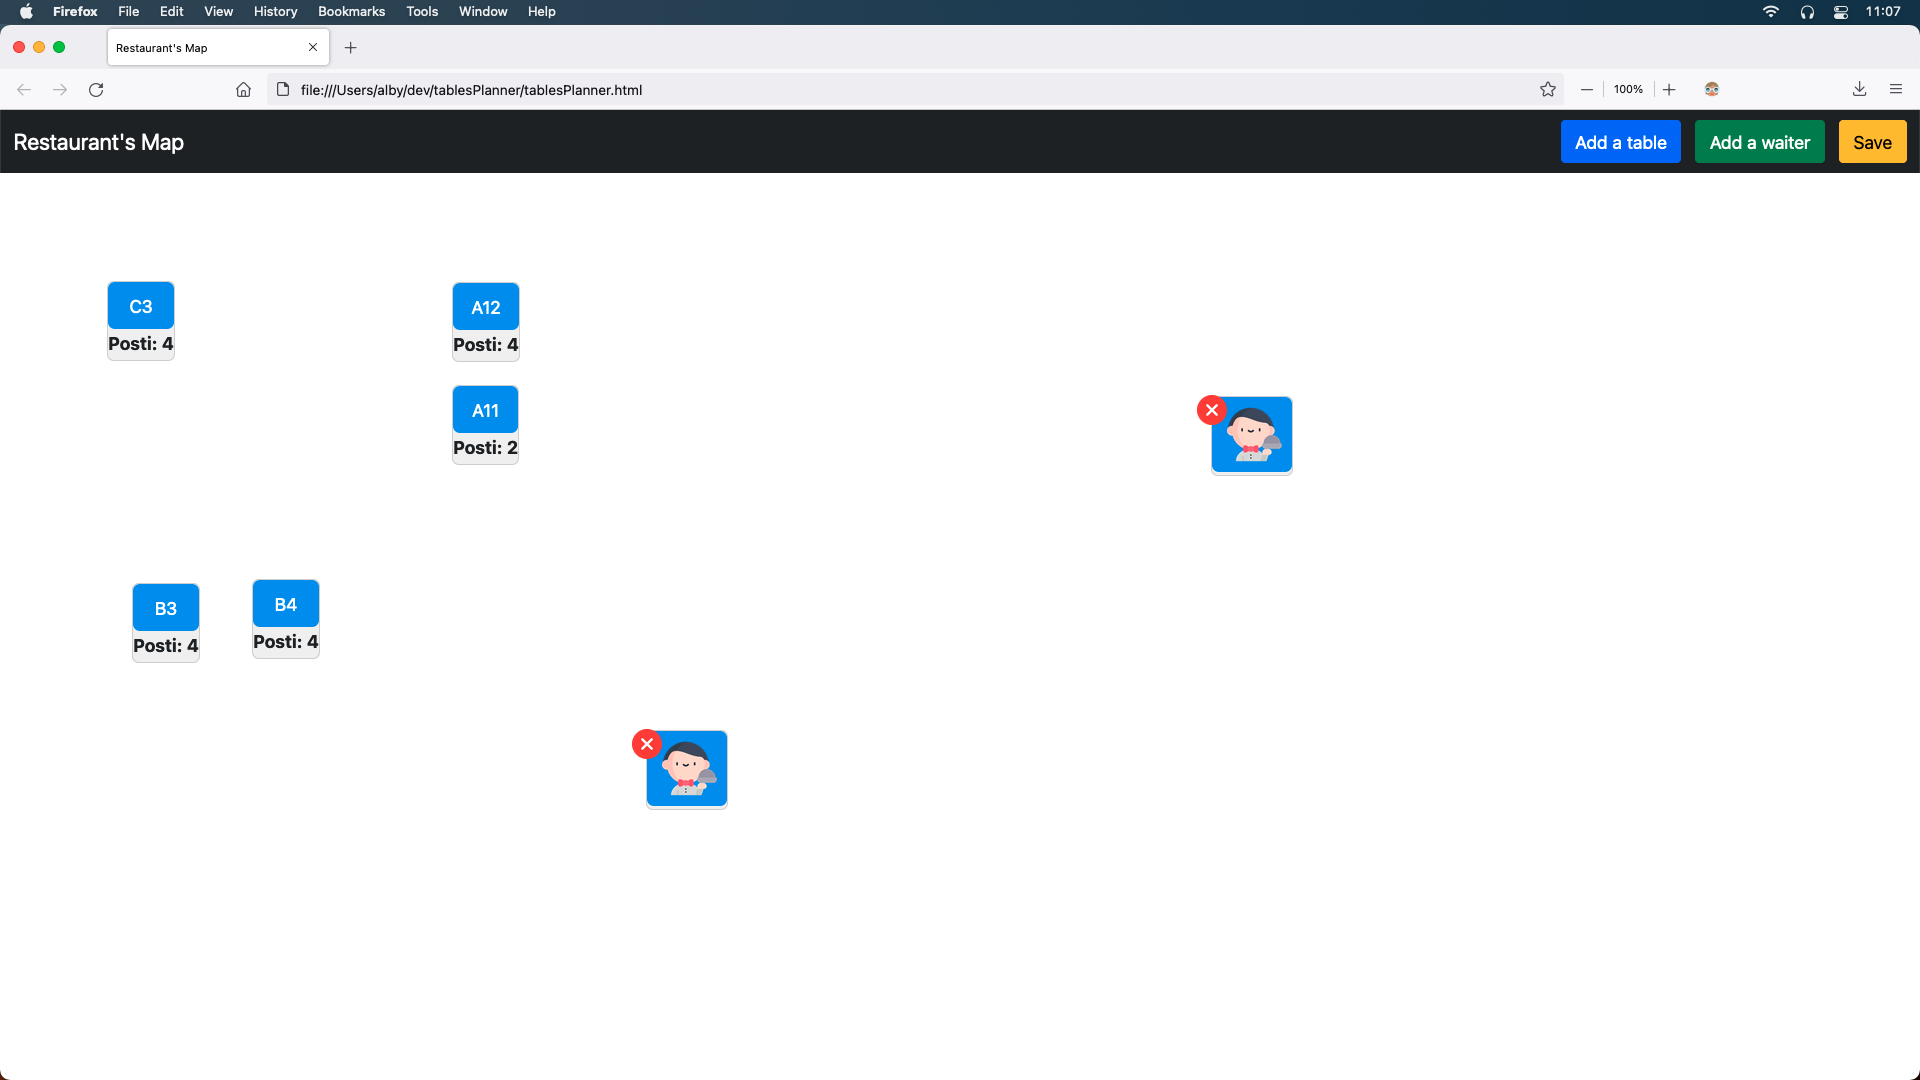 Firefox File Edit View History Bookmarks Tools Window Help 11:07
Restaurant's Map
file:///Users/alby/dev/tablesPlanner/tablesPlanner.html 100%
Restaurant's Map Add a table Add a waiter Save
C3
Posti: 4
A12
Posti: 4
A11
Posti: 2
B3
Posti: 4
B4
Posti: 4